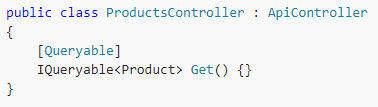 public class ProductsController : ApiController
{
    [Queryable]
    IQueryable<Product> Get() {}
}